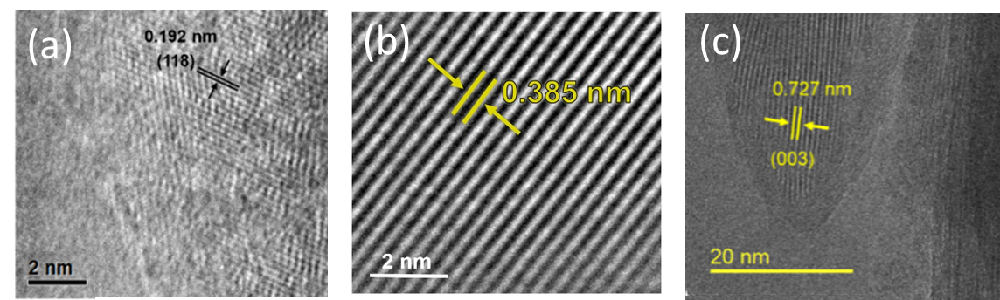 (a)
0.192 nm
(118)
2 nm
(b)
0.385 nm
2 nm
(c)
0.727 nm
(003)
20 nm